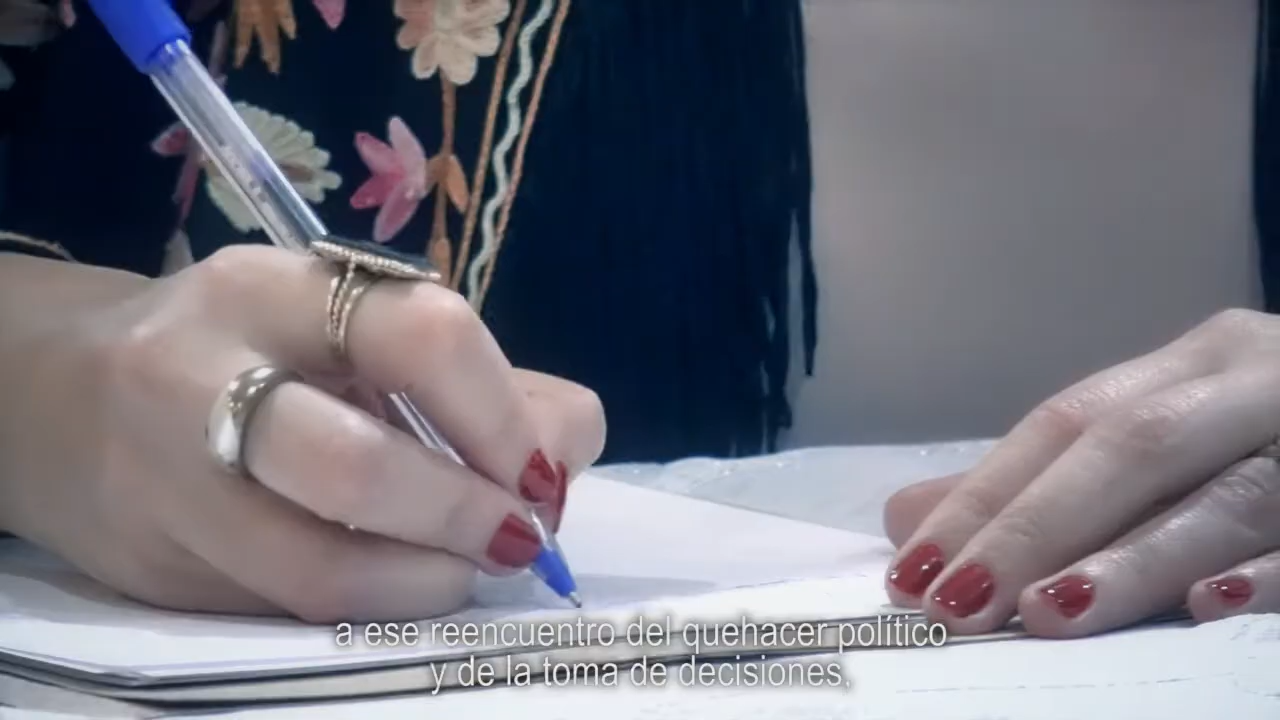 a ese reencuentro del quehacer político
y de la toma de decisiones,